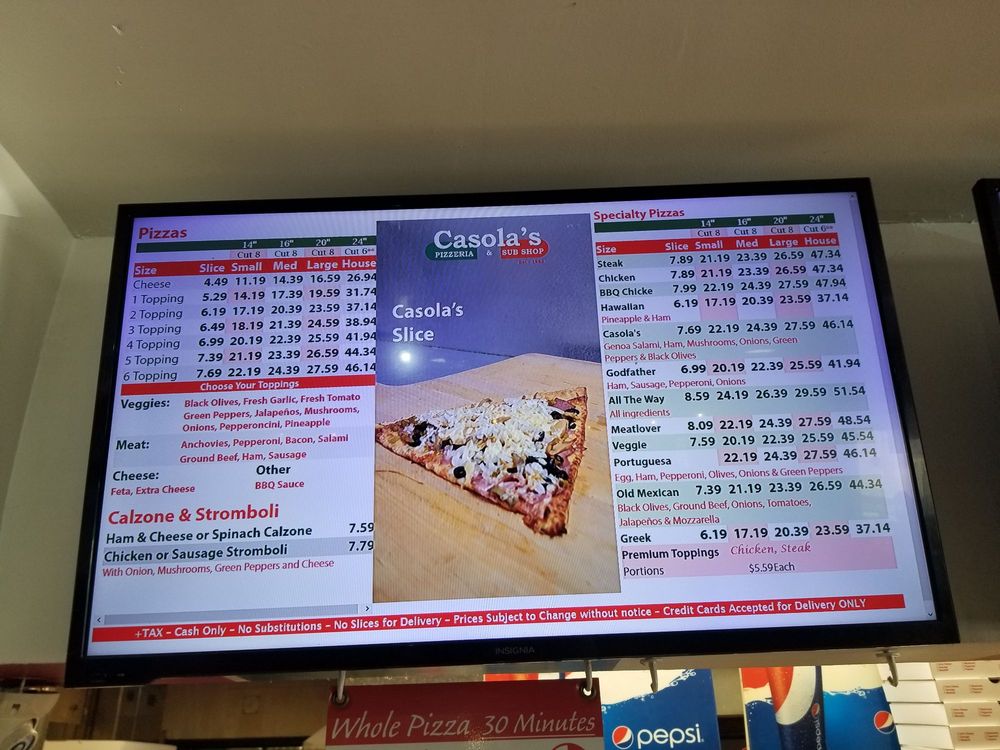 Pizzas
14" 16" 20" 24"
Cut 8 Cut 8 Cut 8 Cut 6**
Size Slice Small Med Large House
Cheese 4.49 11.19 14.39 16.59 26.94
1 Topping 5.29 14.19 17.39 19.59 31.74
2 Topping 6.19 17.19 20.39 23.59 37.14
3 Topping 6.49 18.19 21.39 24.59 38.94
4 Topping 6.99 20.19 22.39 25.59 41.94
5 Topping 7.39 21.19 23.39 26.59 44.34
6 Topping 7.69 22.19 24.39 27.59 46.14
Choose Your Toppings
Veggies: Black Olives, Fresh Garlic, Fresh Tomato
Green Peppers, Jalapeños, Mushrooms,
Onions, Pepperoncini, Pineapple
Meat: Anchovies, Pepperoni, Bacon, Salami
Ground Beef, Ham, Sausage
Cheese: Other
Feta, Extra Cheese BBQ Sauce
Calzone & Stromboli
Ham & Cheese or Spinach Calzone 7.59
Chicken or Sausage Stromboli 7.79
With Onion, Mushrooms, Green Peppers and Cheese
Casola's
PIZZERIA & SUB SHOP
Casola's
Slice
Specialty Pizzas
14" 16" 20" 24"
Cut 8 Cut 8 Cut 8 Cut 6**
Size Slice Small Med Large House
Steak 7.89 21.19 23.39 26.59 47.34
Chicken 7.89 21.19 23.39 26.59 47.34
BBQ Chicke 7.99 22.19 24.39 27.59 47.94
Hawaiian 6.19 17.19 20.39 23.59 37.14
Pineapple & Ham
Casola's 7.69 22.19 24.39 27.59 46.14
Genoa Salami, Ham, Mushrooms, Onions, Green
Peppers & Black Olives
Godfather 6.99 20.19 22.39 25.59 41.94
Ham, Sausage, Pepperoni, Onions
All The Way 8.59 24.19 26.39 29.59 51.54
All ingredients
Meatlover 8.09 22.19 24.39 27.59 48.54
Veggie 7.59 20.19 22.39 25.59 45.54
Portuguesa 22.19 24.39 27.59 46.14
Egg, Ham, Pepperoni, Olives, Onions & Green Peppers
Old Mexican 7.39 21.19 23.39 26.59 44.34
Black Olives, Ground Beef, Onions, Tomatoes,
Jalapeños & Mozzarella
Greek 6.19 17.19 20.39 23.59 37.14
Premium Toppings Chicken, Steak
Portions $5.59 Each
+TAX - Cash Only - No Substitutions - No Slices for Delivery - Prices Subject to Change without notice - Credit Cards Accepted for Delivery ONLY
INSIGNIA
Whole Pizza 30 Minutes
pepsi